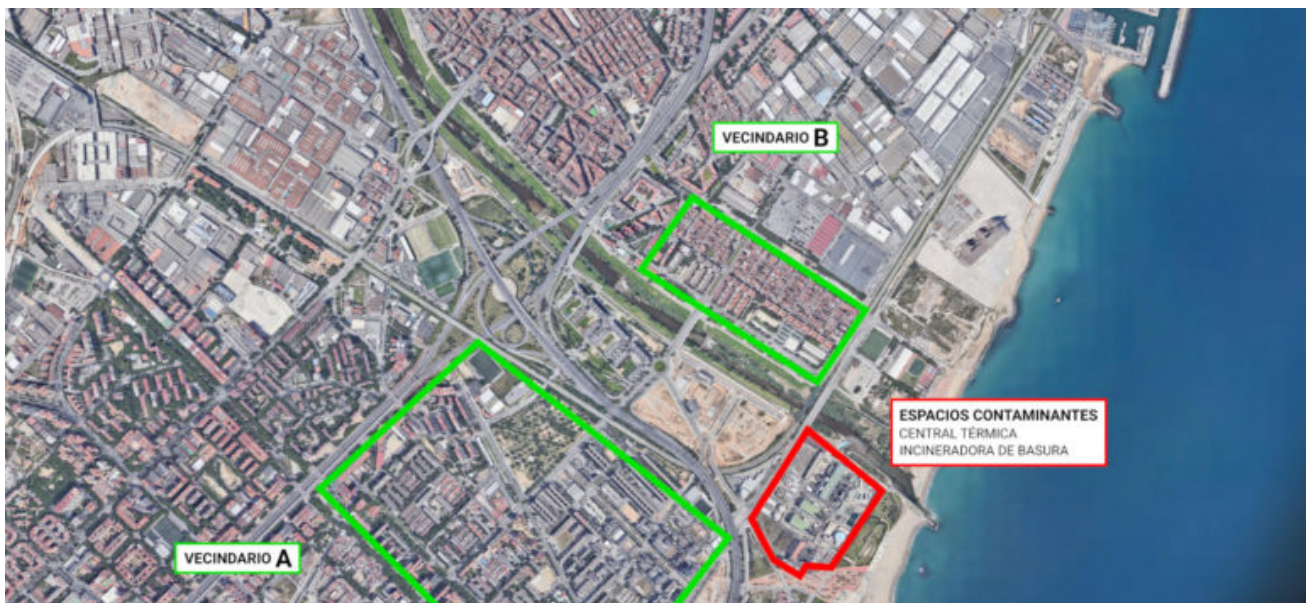 VECINDARIO B
ESPACIOS CONTAMINANTES
CENTRAL TÉRMICA
INCINERADORA DE BASURA
VECINDARIO A